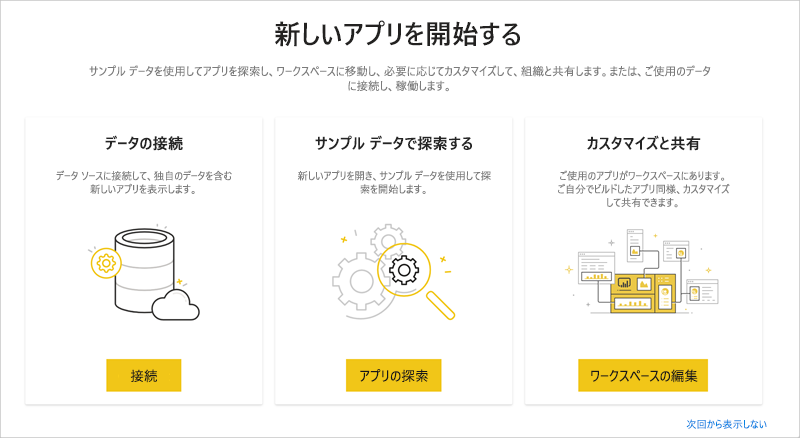 新しいアプリを開始する
サンプル データを使用してアプリを探索し、ワークスペースに移動し、必要に応じてカスタマイズして、組織と共有します。または、ご使用のデータ
に接続し、稼働します。
データの接続
データ ソースに接続して、独自のデータを含む
新しいアプリを表示します。
接続
サンプル データで探索する
新しいアプリを開き、サンプル データを使用して探
索を開始します。
アプリの探索
カスタマイズと共有
ご使用のアプリがワークスペースにあります。
ご自分でビルドしたアプリ同様、カスタマイズ
して共有できます。
ワークスペースの編集
次回から表示しない